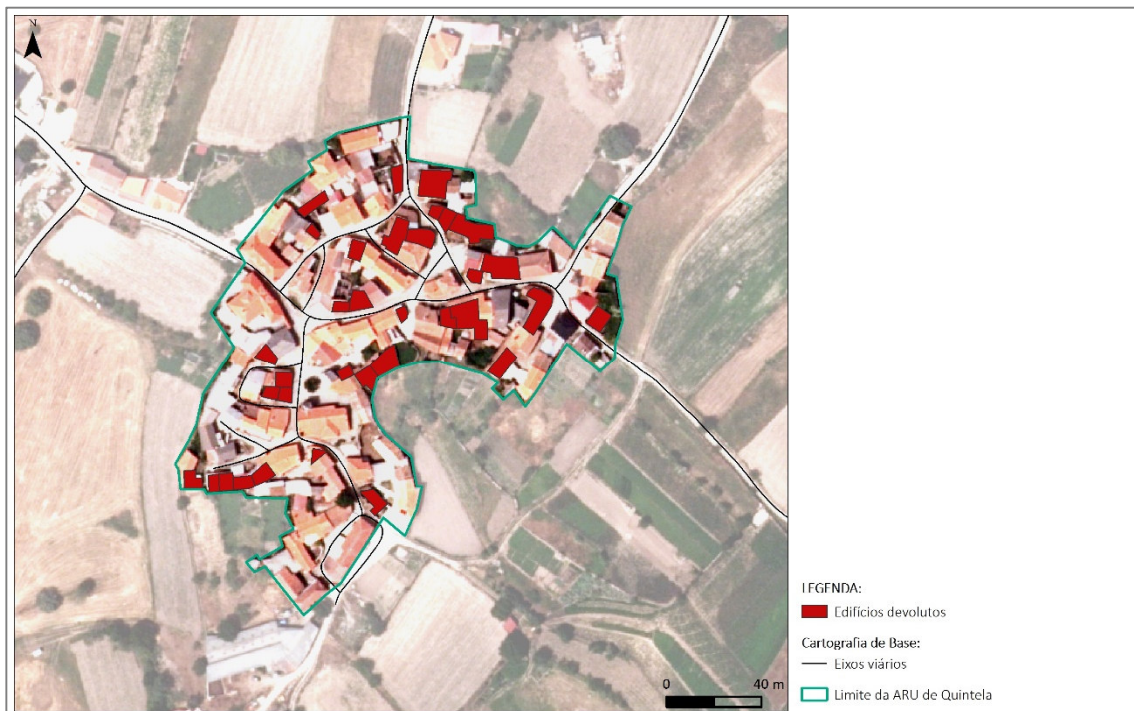 N
0 40 m
LEGENDA:
Edifícios devolutos
Cartografia de Base:
Eixos viários
Limite da ARU de Quintela